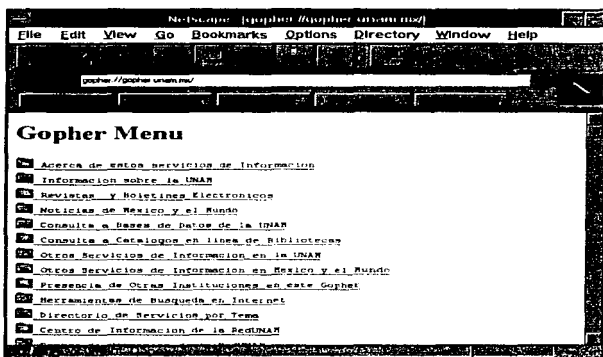 Netscape - [gopher://gopher.unam.mx/]
File Edit View Go Bookmarks Options Directory Window Help
gopher://gopher.unam.mx/
Gopher Menu
Acerca de estos servicios de Informacion
Informacion sobre la UNAM
Revistas y Boletines Electronicos
Noticias de Mexico y el Mundo
Consulta a Bases de Datos de la UNAM
Consulta a Catalogos en linea de Bibliotecas
Otros Servicios de Informacion en la UNAM
Otros Servicios de Informacion en Mexico y el Mundo
Presencia de Otras Instituciones en este Gopher
Herramientas de Busqueda en Internet
Directorio de Servicios por Tema
Centro de Informacion de la RedUNAM